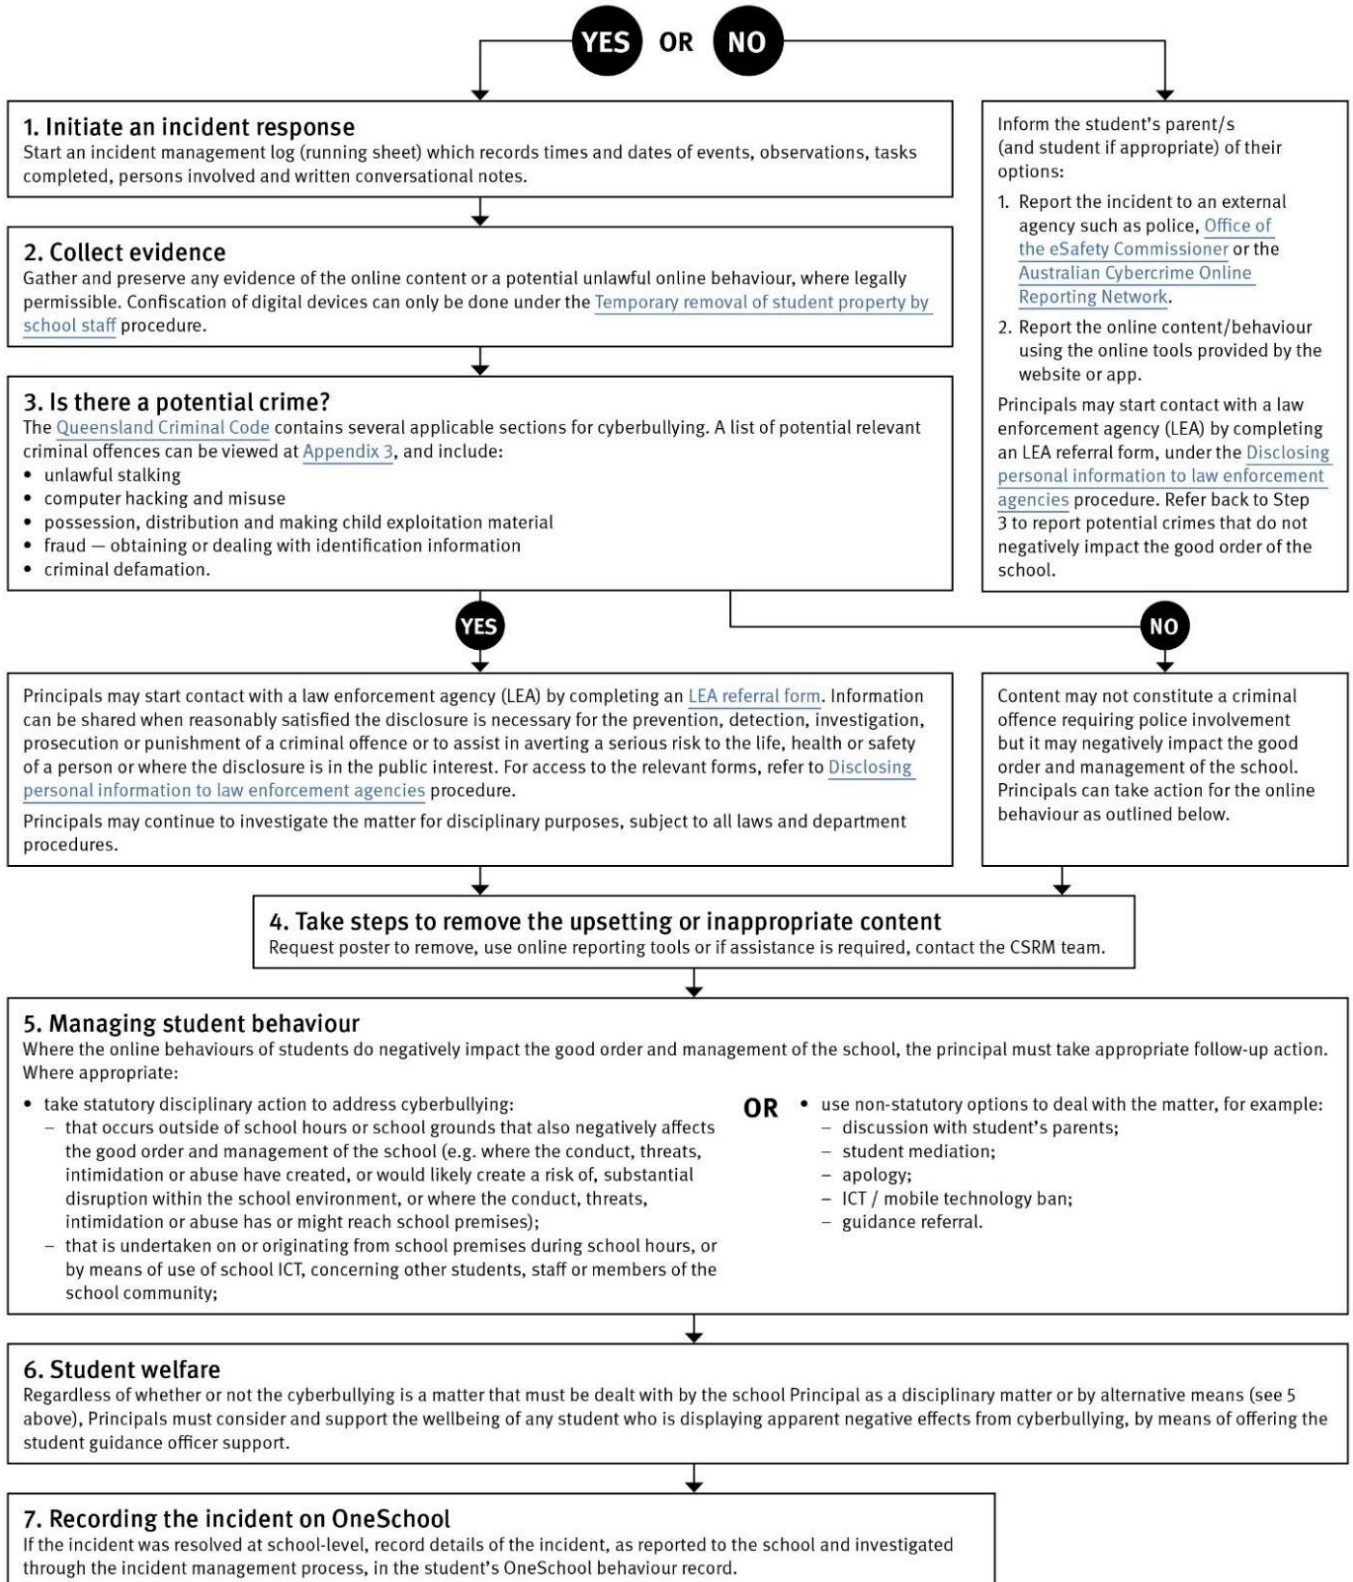 YES OR NO
1. Initiate an incident response
Start an incident management log (running sheet) which records times and dates of events, observations, tasks
completed, persons involved and written conversational notes.
2. Collect evidence
Gather and preserve any evidence of the online content or a potential unlawful online behaviour, where legally
permissible. Confiscation of digital devices can only be done under the Temporary removal of student property by
school staff procedure.
3. Is there a potential crime?
The Queensland Criminal Code contains several applicable sections for cyberbullying. A list of potential relevant
criminal offences can be viewed at Appendix 3, and include:
• unlawful stalking
• computer hacking and misuse
• possession, distribution and making child exploitation material
• fraud — obtaining or dealing with identification information
• criminal defamation.
Inform the student's parent/s
(and student if appropriate) of their
options:
1. Report the incident to an external
agency such as police, Office of
the eSafety Commissioner or the
Australian Cybercrime Online
Reporting Network.
2. Report the online content/behaviour
using the online tools provided by the
website or app.
Principals may start contact with a law
enforcement agency (LEA) by completing
an LEA referral form, under the Disclosing
personal information to law enforcement
agencies procedure. Refer back to Step
3 to report potential crimes that do not
negatively impact the good order of the
school.
YES
NO
Principals may start contact with a law enforcement agency (LEA) by completing an LEA referral form. Information
can be shared when reasonably satisfied the disclosure is necessary for the prevention, detection, investigation,
prosecution or punishment of a criminal offence or to assist in averting a serious risk to the life, health or safety
of a person or where the disclosure is in the public interest. For access to the relevant forms, refer to Disclosing
personal information to law enforcement agencies procedure.
Principals may continue to investigate the matter for disciplinary purposes, subject to all laws and department
procedures.
Content may not constitute a criminal
offence requiring police involvement
but it may negatively impact the good
order and management of the school.
Principals can take action for the online
behaviour as outlined below.
4. Take steps to remove the upsetting or inappropriate content
Request poster to remove, use online reporting tools or if assistance is required, contact the CSRM team.
5. Managing student behaviour
Where the online behaviours of students do negatively impact the good order and management of the school, the principal must take appropriate follow-up action.
Where appropriate:
• take statutory disciplinary action to address cyberbullying:
– that occurs outside of school hours or school grounds that also negatively affects
the good order and management of the school (e.g. where the conduct, threats,
intimidation or abuse have created, or would likely create a risk of, substantial
disruption within the school environment, or where the conduct, threats,
intimidation or abuse has or might reach school premises);
– that is undertaken on or originating from school premises during school hours, or
by means of use of school ICT, concerning other students, staff or members of the
school community;
OR
• use non-statutory options to deal with the matter, for example:
– discussion with student's parents;
– student mediation;
– apology;
– ICT / mobile technology ban;
– guidance referral.
6. Student welfare
Regardless of whether or not the cyberbullying is a matter that must be dealt with by the school Principal as a disciplinary matter or by alternative means (see 5
above), Principals must consider and support the wellbeing of any student who is displaying apparent negative effects from cyberbullying, by means of offering the
student guidance officer support.
7. Recording the incident on OneSchool
If the incident was resolved at school-level, record details of the incident, as reported to the school and investigated
through the incident management process, in the student's OneSchool behaviour record.